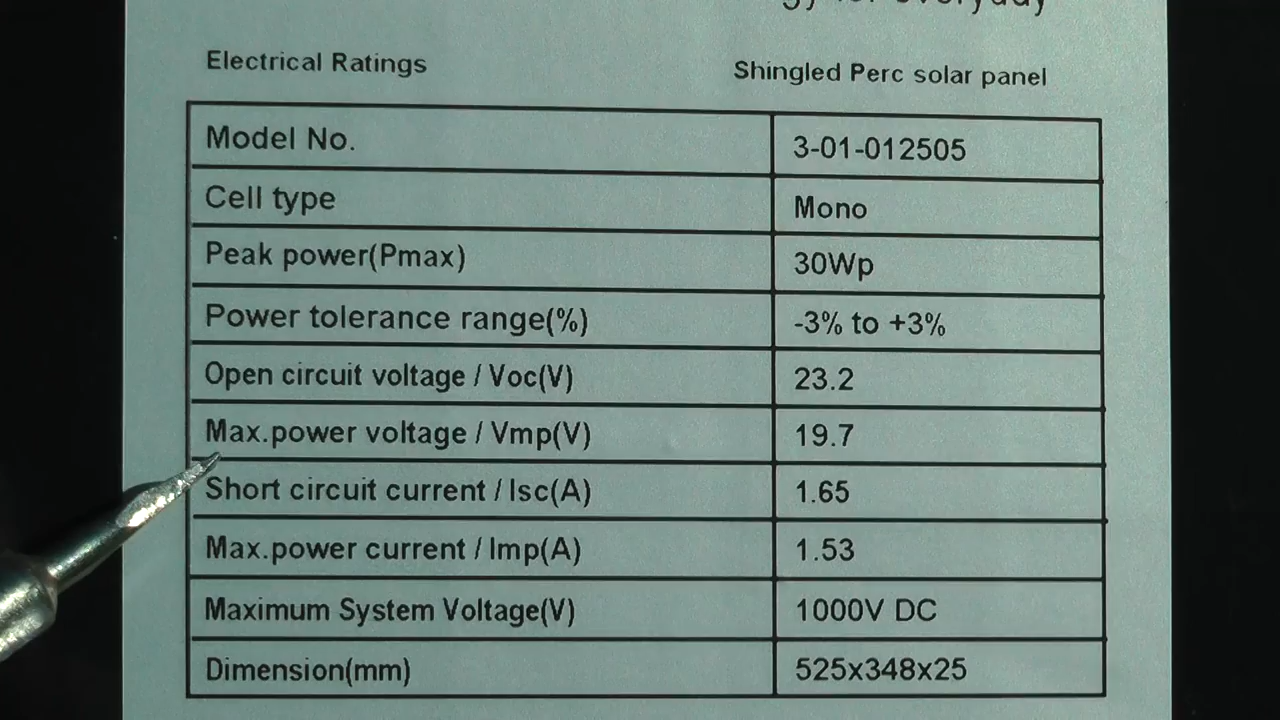 for everyday
Electrical Ratings
Shingled Perc solar panel
Model No. 3-01-012505
Cell type Mono
Peak power(Pmax) 30Wp
Power tolerance range(%) -3% to +3%
Open circuit voltage / Voc(V) 23.2
Max.power voltage / Vmp(V) 19.7
Short circuit current / Isc(A) 1.65
Max.power current / Imp(A) 1.53
Maximum System Voltage(V) 1000V DC
Dimension(mm) 525x348x25